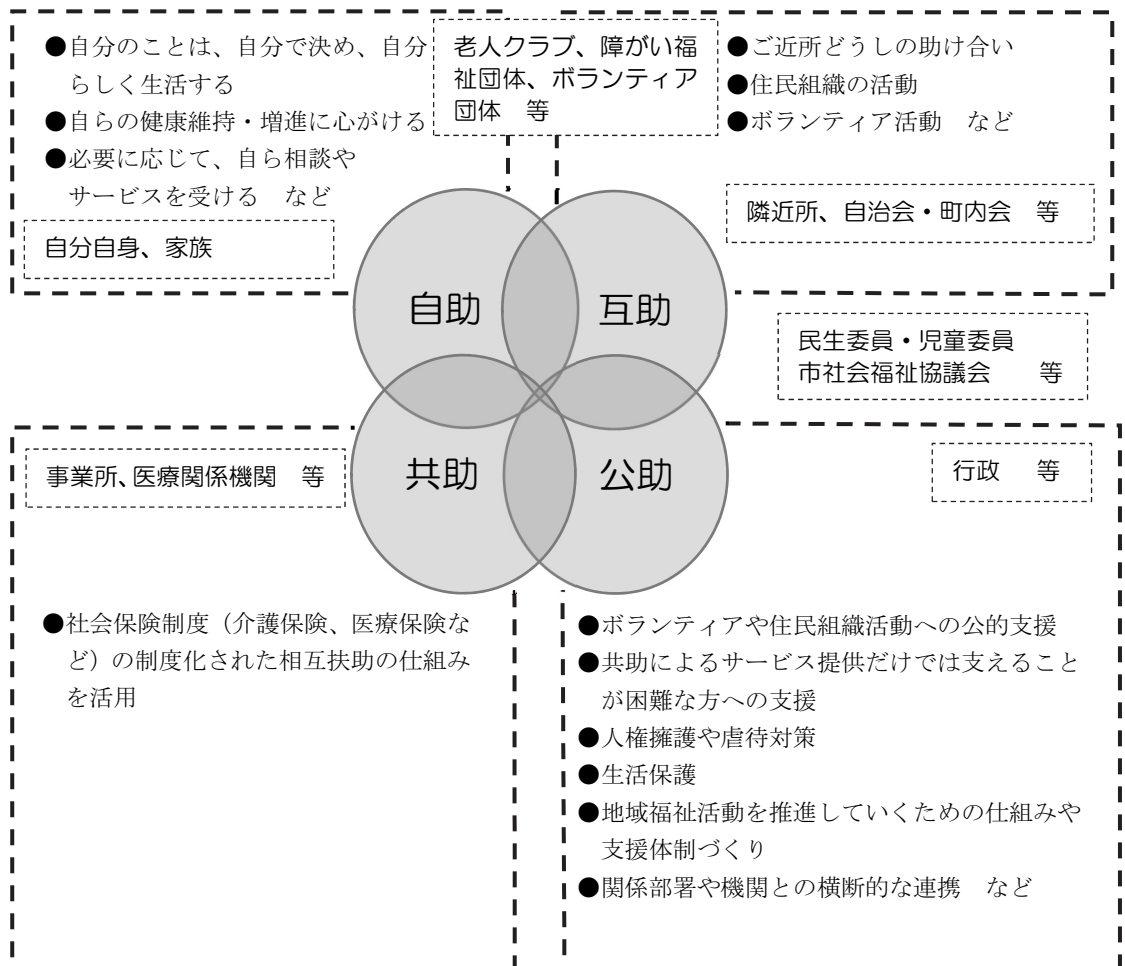 ●自分のことは、自分で決め、自分
らしく生活する
●自らの健康維持・増進に心がける
●必要に応じて、自ら相談や
サービスを受ける　など
自分自身、家族
老人クラブ、障がい福
祉団体、ボランティア
団体　等
●ご近所どうしの助け合い
●住民組織の活動
●ボランティア活動　など
隣近所、自治会・町内会　等
自助
互助
民生委員・児童委員
市社会福祉協議会　　等
共助
公助
事業所、医療関係機関　等
行政　等
●社会保険制度（介護保険、医療保険な
ど）の制度化された相互扶助の仕組み
を活用
●ボランティアや住民組織活動への公的支援
●共助によるサービス提供だけでは支えること
が困難な方への支援
●人権擁護や虐待対策
●生活保護
●地域福祉活動を推進していくための仕組みや
支援体制づくり
●関係部署や機関との横断的な連携　など